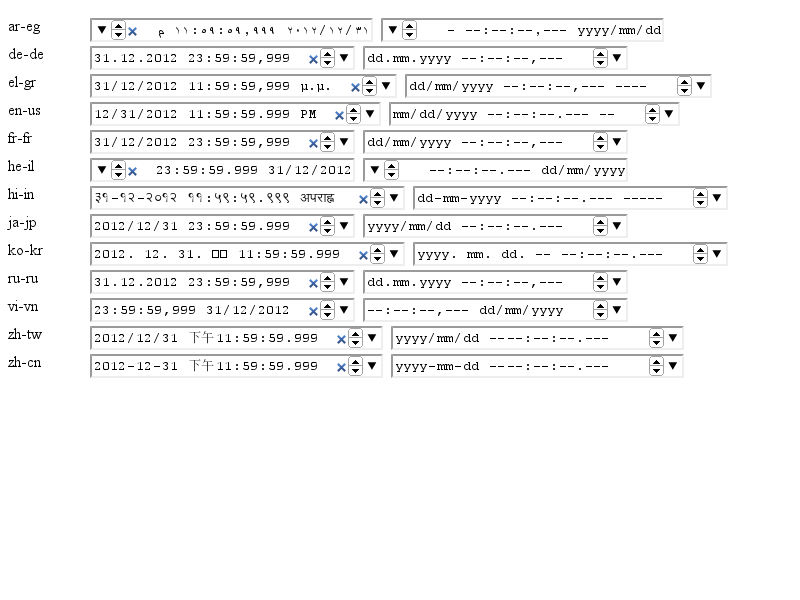 ar-eg ٣١/١٢/٢٠١٢ ١١:٥٩:٥٩,٩٩٩ م yyyy/mm/dd --:--:--,--- -
de-de 31.12.2012 23:59:59,999 dd.mm.yyyy --:--:--,---
el-gr 31/12/2012 11:59:59,999 μ.μ. dd/mm/yyyy --:--:--,--- ----
en-us 12/31/2012 11:59:59.999 PM mm/dd/yyyy --:--:--.--- --
fr-fr 31/12/2012 23:59:59,999 dd/mm/yyyy --:--:--,---
he-il 23:59:59.999 31/12/2012 --:--:--.--- dd/mm/yyyy
hi-in ३१-१२-२०१२ ११:५९:५९.९९९ अपराह्न dd-mm-yyyy --:--:--.--- -----
ja-jp 2012/12/31 23:59:59.999 yyyy/mm/dd --:--:--.---
ko-kr 2012. 12. 31. □□ 11:59:59.999 yyyy. mm. dd. -- --:--:--.---
ru-ru 31.12.2012 23:59:59,999 dd.mm.yyyy --:--:--,---
vi-vn 23:59:59,999 31/12/2012 --:--:--,--- dd/mm/yyyy
zh-tw 2012/12/31 下午11:59:59.999 yyyy/mm/dd ----:--:--.---
zh-cn 2012-12-31 下午11:59:59.999 yyyy-mm-dd ----:--:--.---